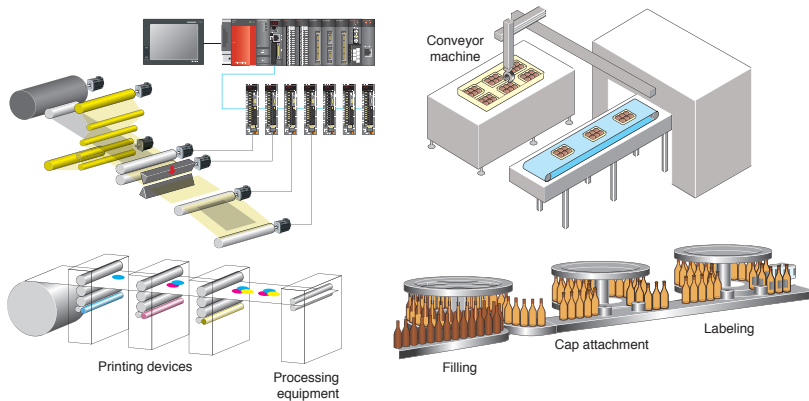 Conveyor
machine
Printing devices
Processing
equipment
Filling
Cap attachment
Labeling